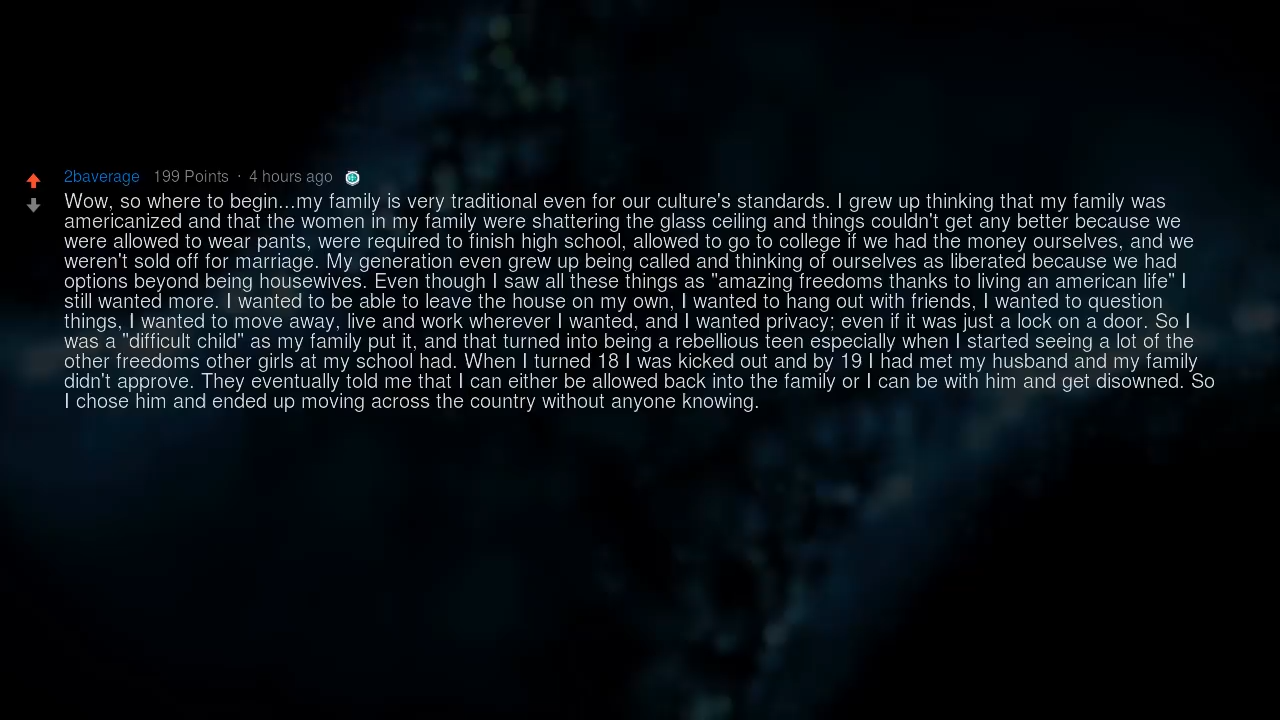 2baverage 199 Points · 4 hours ago
Wow, so where to begin...my family is very traditional even for our culture's standards. I grew up thinking that my family was
americanized and that the women in my family were shattering the glass ceiling and things couldn't get any better because we
were allowed to wear pants, were required to finish high school, allowed to go to college if we had the money ourselves, and we
weren't sold off for marriage. My generation even grew up being called and thinking of ourselves as liberated because we had
options beyond being housewives. Even though I saw all these things as "amazing freedoms thanks to living an american life" I
still wanted more. I wanted to be able to leave the house on my own, I wanted to hang out with friends, I wanted to question
things, I wanted to move away, live and work wherever I wanted, and I wanted privacy; even if it was just a lock on a door. So I
was a "difficult child" as my family put it, and that turned into being a rebellious teen especially when I started seeing a lot of the
other freedoms other girls at my school had. When I turned 18 I was kicked out and by 19 I had met my husband and my family
didn't approve. They eventually told me that I can either be allowed back into the family or I can be with him and get disowned. So
I chose him and ended up moving across the country without anyone knowing.